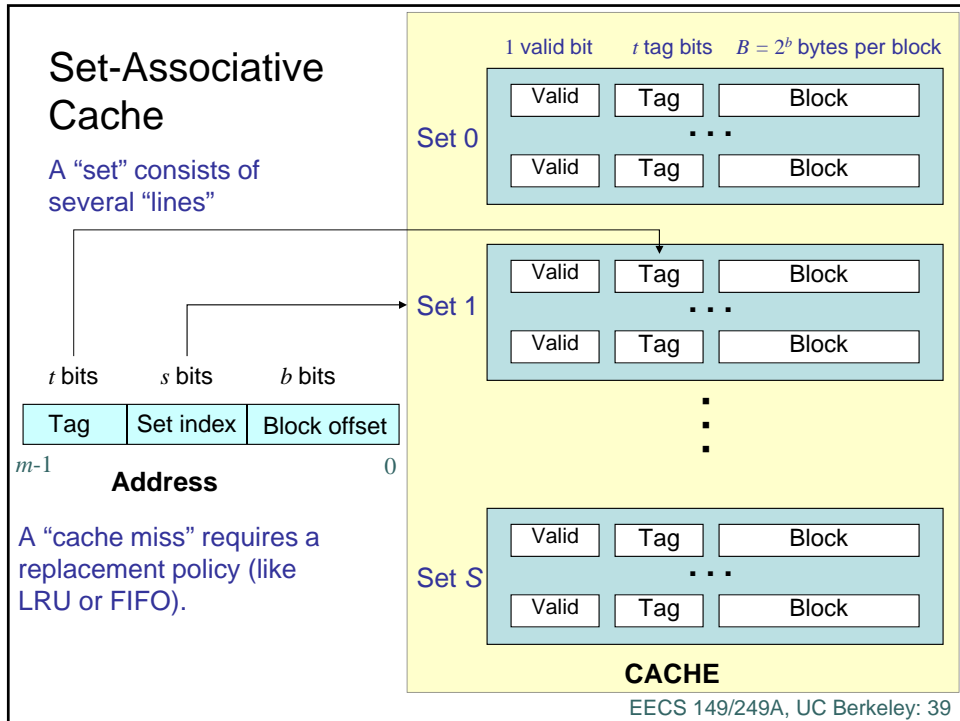 Set-Associative
Cache
A “set” consists of
several “lines”
1 valid bit t tag bits B = 2^b bytes per block
Set 0
Valid Tag Block
. . .
Valid Tag Block
Set 1
Valid Tag Block
. . .
Valid Tag Block
.
.
.
Set S
Valid Tag Block
. . .
Valid Tag Block
CACHE
t bits s bits b bits
Tag Set index Block offset
m-1 0
Address
A “cache miss” requires a
replacement policy (like
LRU or FIFO).
EECS 149/249A, UC Berkeley: 39